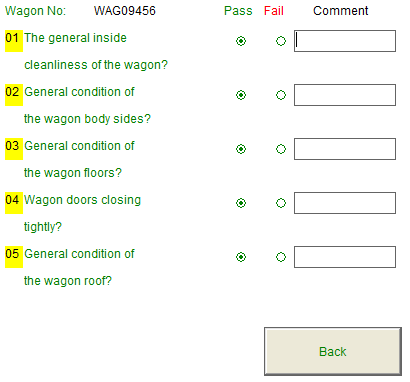 Wagon No: WAG09456 Pass Fail Comment
01 The general inside
cleanliness of the wagon?
02 General condition of
the wagon body sides?
03 General condition of
the wagon floors?
04 Wagon doors closing
tightly?
05 General condition of
the wagon roof?
Back